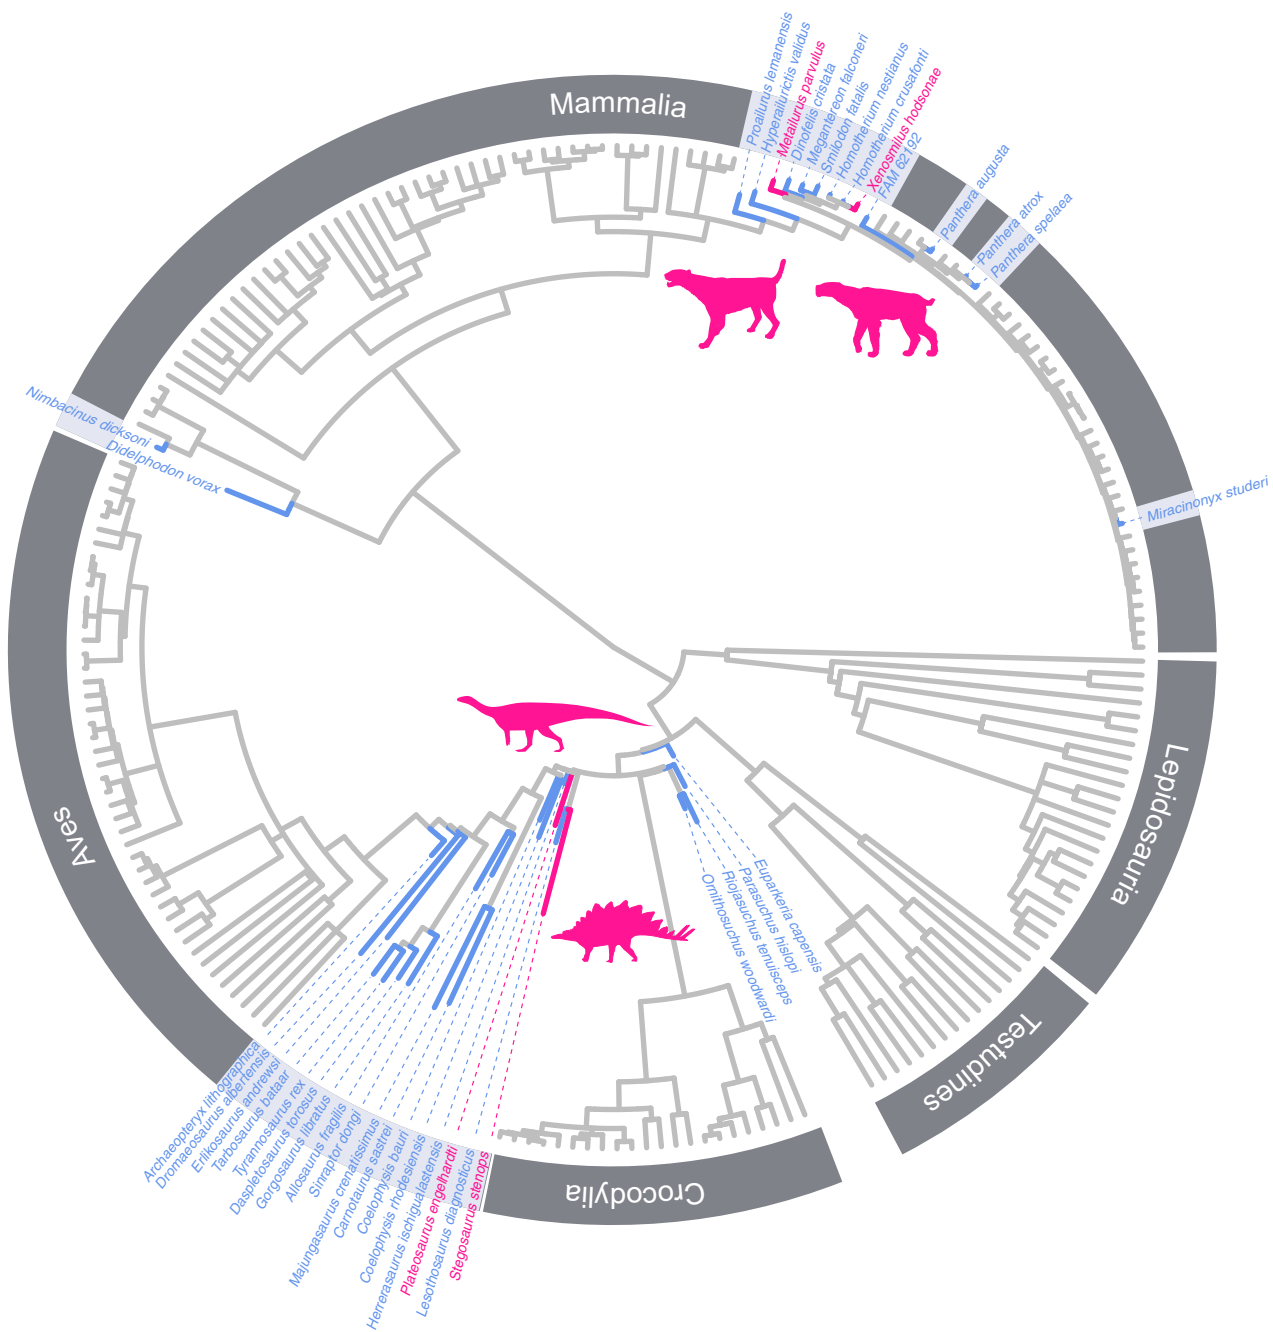 Mammalia
Proailurus lemanensis
Hyperailurictis validus
Metailurus parvulus
Dinofelis cristata
Megantereon falconeri
Smilodon fatalis
Homotherium nestianus
Homotherium crusafonti
Xenosmilus hodsonae
FAM 62192
Panthera augusta
Panthera atrox
Panthera spelaea
Miracinonyx studeri
Nimbacinus dicksoni
Didelphodon vorax
Lepidosauria
Testudines
Crocodylia
Aves
Euparkeria capensis
Parasuchus hislopi
Riojasuchus tenuisceps
Ornithosuchus woodwardi
Archaeopteryx lithographica
Dromaeosaurus albertensis
Erlikosaurus andrewsi
Tarbosaurus bataar
Tyrannosaurus rex
Daspletosaurus torosus
Gorgosaurus libratus
Allosaurus fragilis
Sinraptor dongi
Majungasaurus crenatissimus
Carnotaurus sastrei
Coelophysis bauri
Coelophysis rhodesiensis
Herrerasaurus ischigualastensis
Plateosaurus engelhardti
Lesothosaurus diagnosticus
Stegosaurus stenops